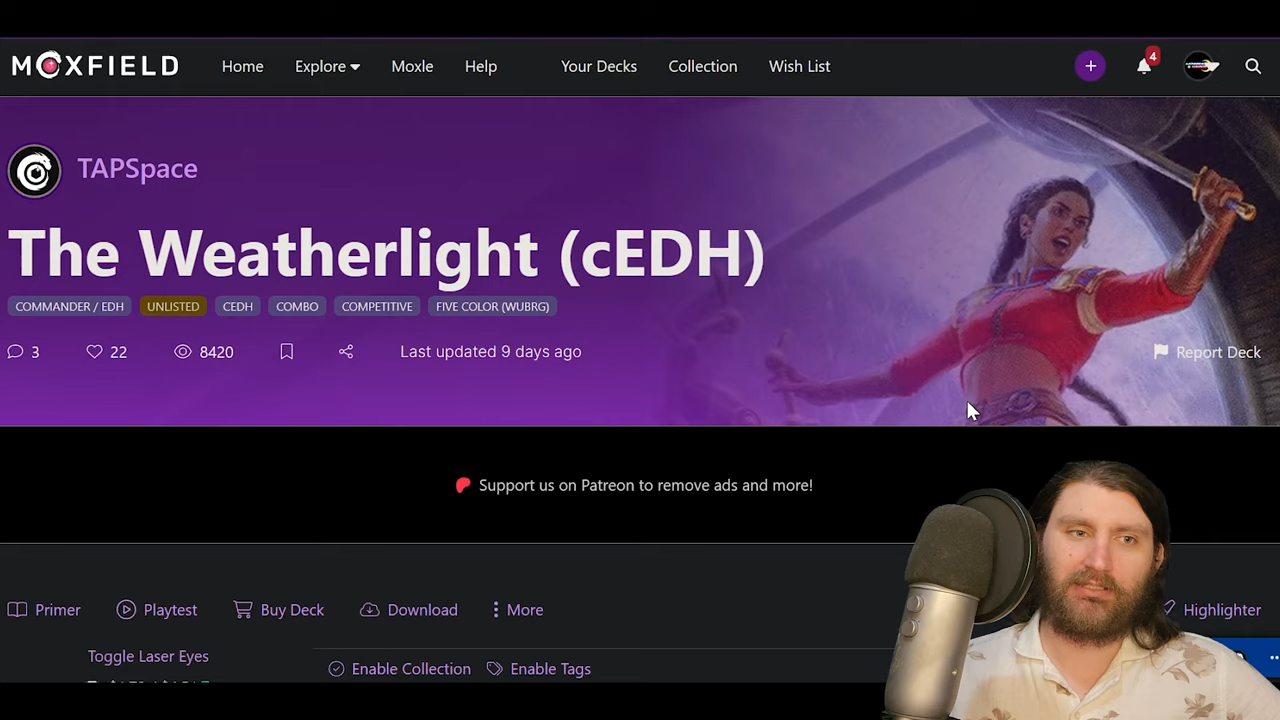 MOXFIELD Home Explore Moxle Help Your Decks Collection Wish List + 4
TAPSpace
The Weatherlight (cEDH)
COMMANDER / EDH UNLISTED CEDH COMBO COMPETITIVE FIVE COLOR (WUBRG)
3 22 8420 Last updated 9 days ago Report Deck
Support us on Patreon to remove ads and more!
Primer Playtest Buy Deck Download More Highlighter
Toggle Laser Eyes
Enable Collection Enable Tags